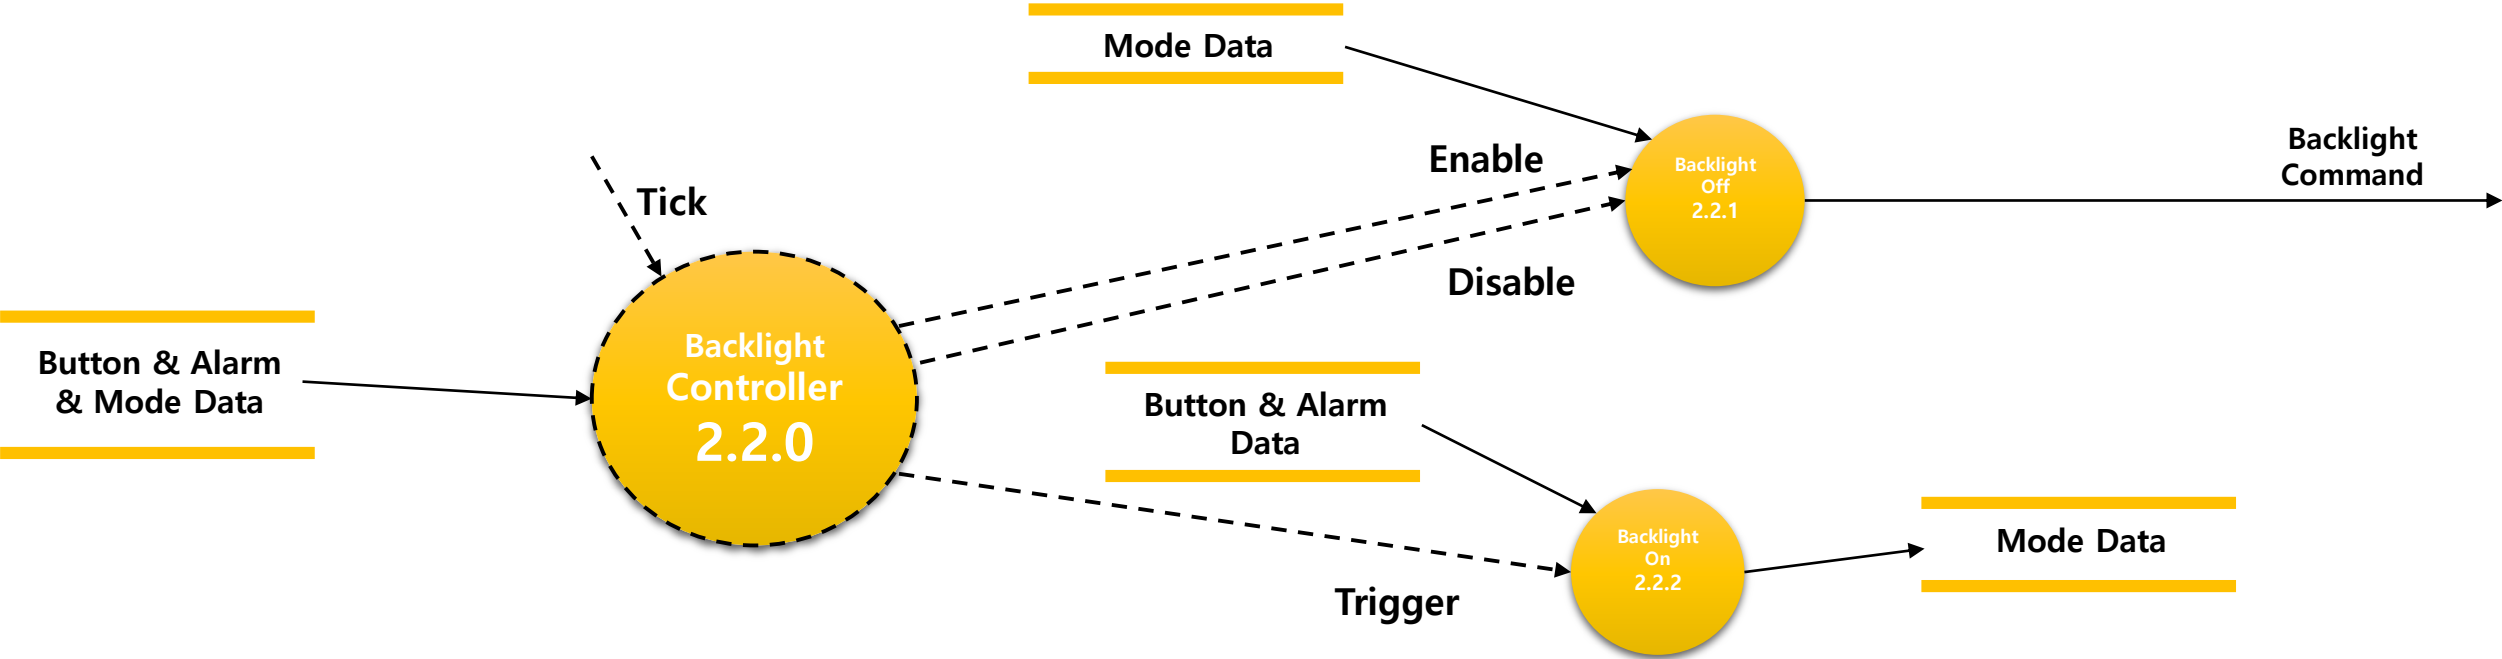 Mode Data
Backlight
Command
Enable
Backlight
Off
2.2.1
Tick
Disable
Backlight
Controller
2.2.0
Button & Alarm
& Mode Data
Button & Alarm
Data
Backlight
On
2.2.2
Mode Data
Trigger